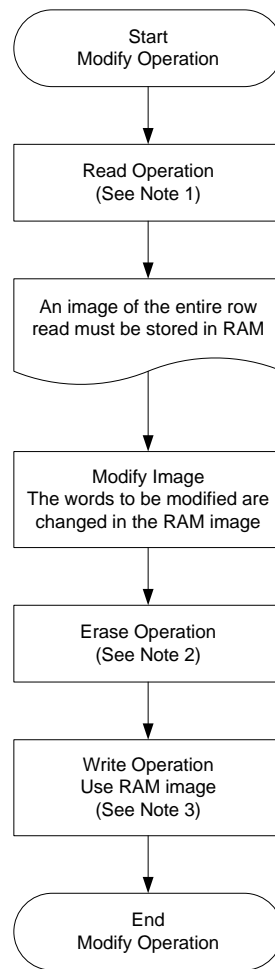 Start
Modify Operation
Read Operation
(See Note 1)
An image of the entire row
read must be stored in RAM
Modify Image
The words to be modified are
changed in the RAM image
Erase Operation
(See Note 2)
Write Operation
Use RAM image
(See Note 3)
End
Modify Operation